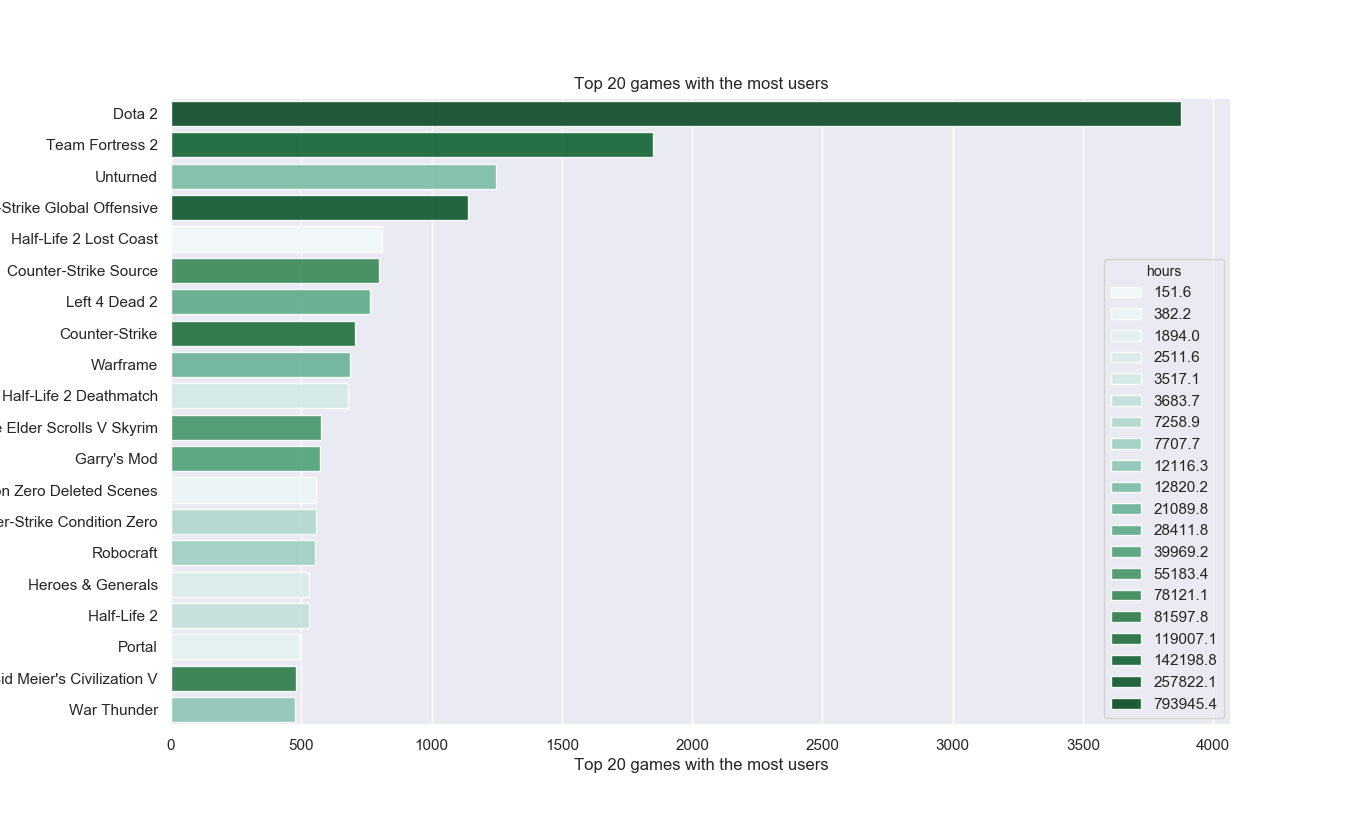 Top 20 games with the most users
Dota 2
Team Fortress 2
Unturned
-Strike Global Offensive
Half-Life 2 Lost Coast
Counter-Strike Source
Left 4 Dead 2
Counter-Strike
Warframe
Half-Life 2 Deathmatch
e Elder Scrolls V Skyrim
Garry's Mod
on Zero Deleted Scenes
er-Strike Condition Zero
Robocraft
Heroes & Generals
Half-Life 2
Portal
id Meier's Civilization V
War Thunder
hours
151.6
382.2
1894.0
2511.6
3517.1
3683.7
7258.9
7707.7
12116.3
12820.2
21089.8
28411.8
39969.2
55183.4
78121.1
81597.8
119007.1
142198.8
257822.1
793945.4
0 500 1000 1500 2000 2500 3000 3500 4000
Top 20 games with the most users